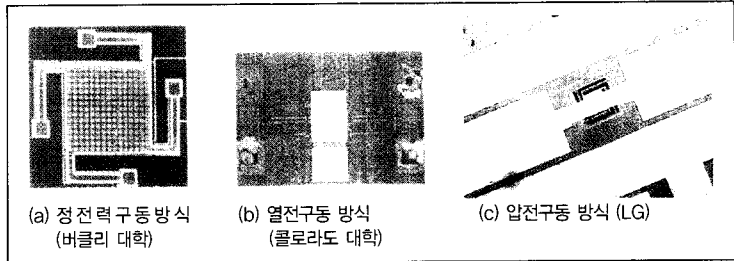 (a) 정전력구동방식
(버클리 대학)
(b) 열전구동 방식
(콜로라도 대학)
(c) 압전구동 방식 (LG)